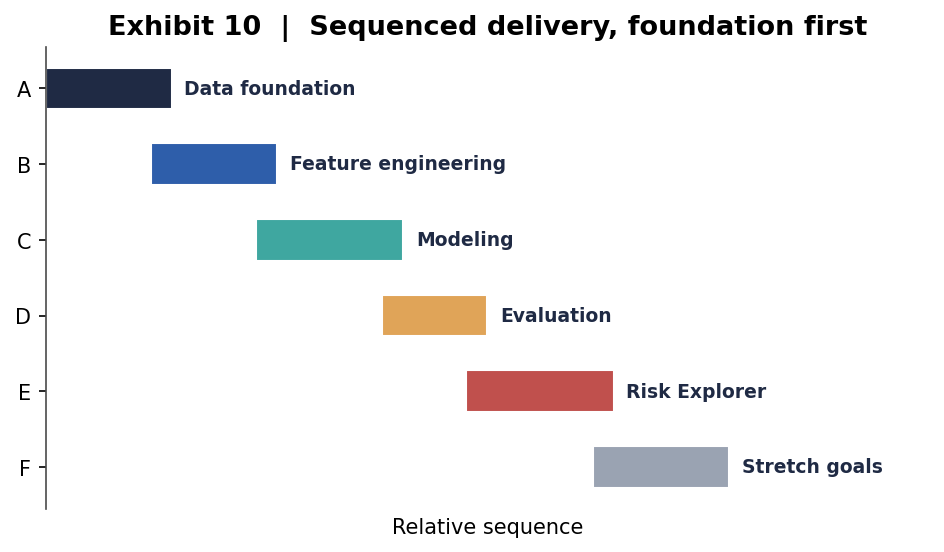 Exhibit 10 | Sequenced delivery, foundation first
A Data foundation
B Feature engineering
C Modeling
D Evaluation
E Risk Explorer
F Stretch goals
Relative sequence